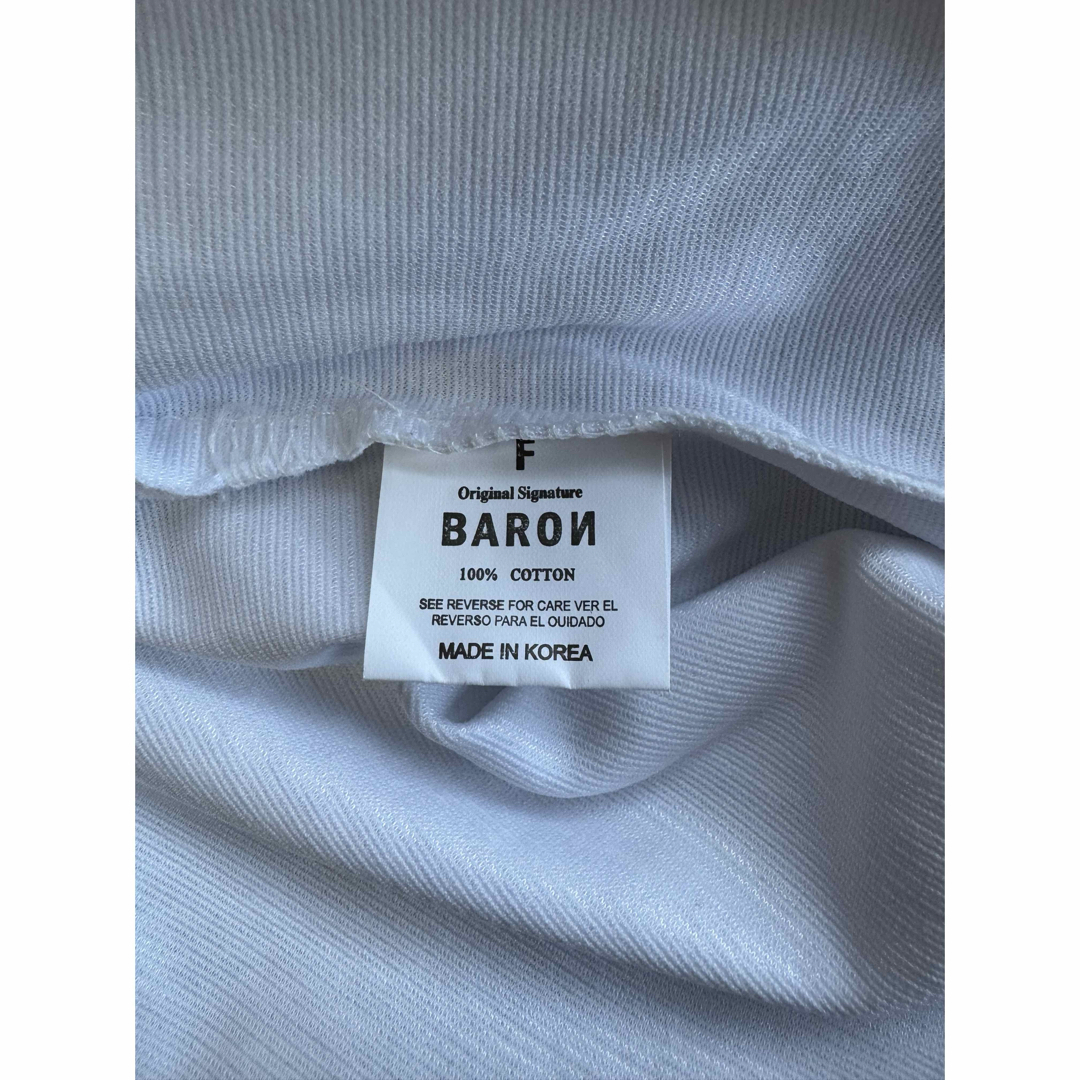 F
Original Signature
BAROИ
100% COTTON
SEE REVERSE FOR CARE VER EL
REVERSO PARA EL OUIDADO
MADE IN KOREA